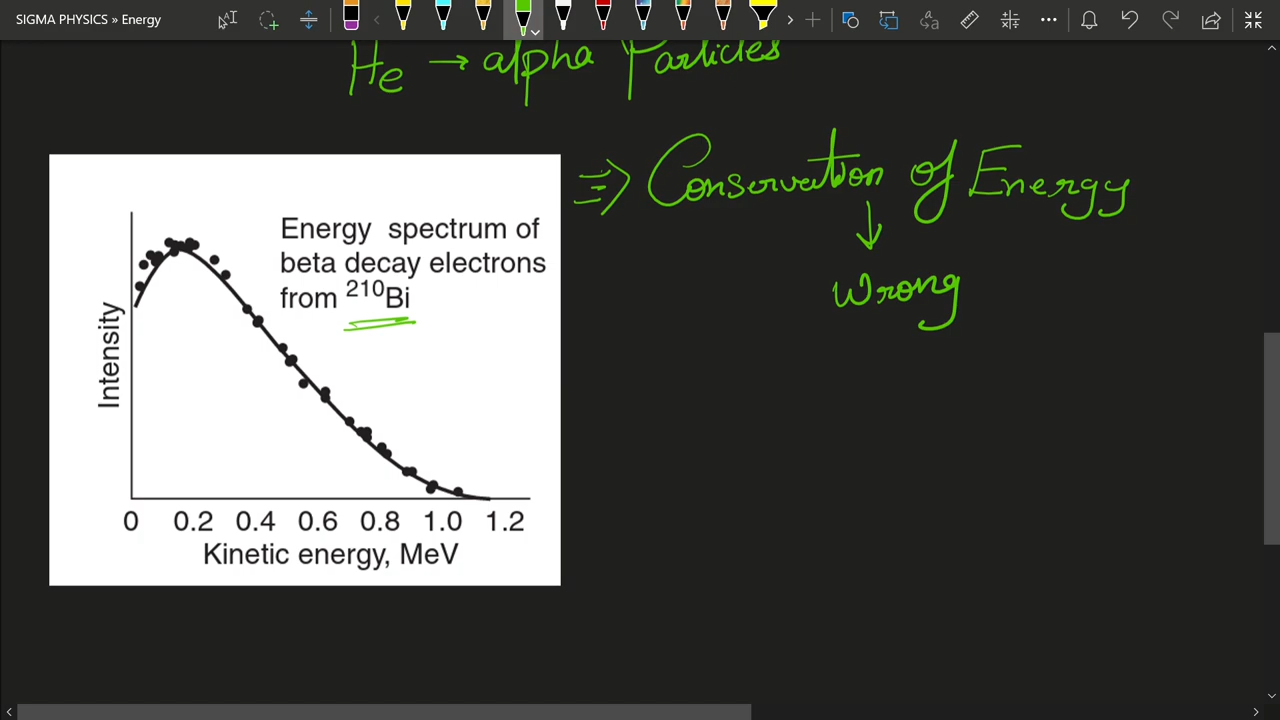 SIGMA PHYSICS » Energy
He → alpha Particles
⇒ Conservation of Energy
↓
Wrong
Energy spectrum of
beta decay electrons
from ²¹⁰Bi
Intensity
0 0.2 0.4 0.6 0.8 1.0 1.2
Kinetic energy, MeV